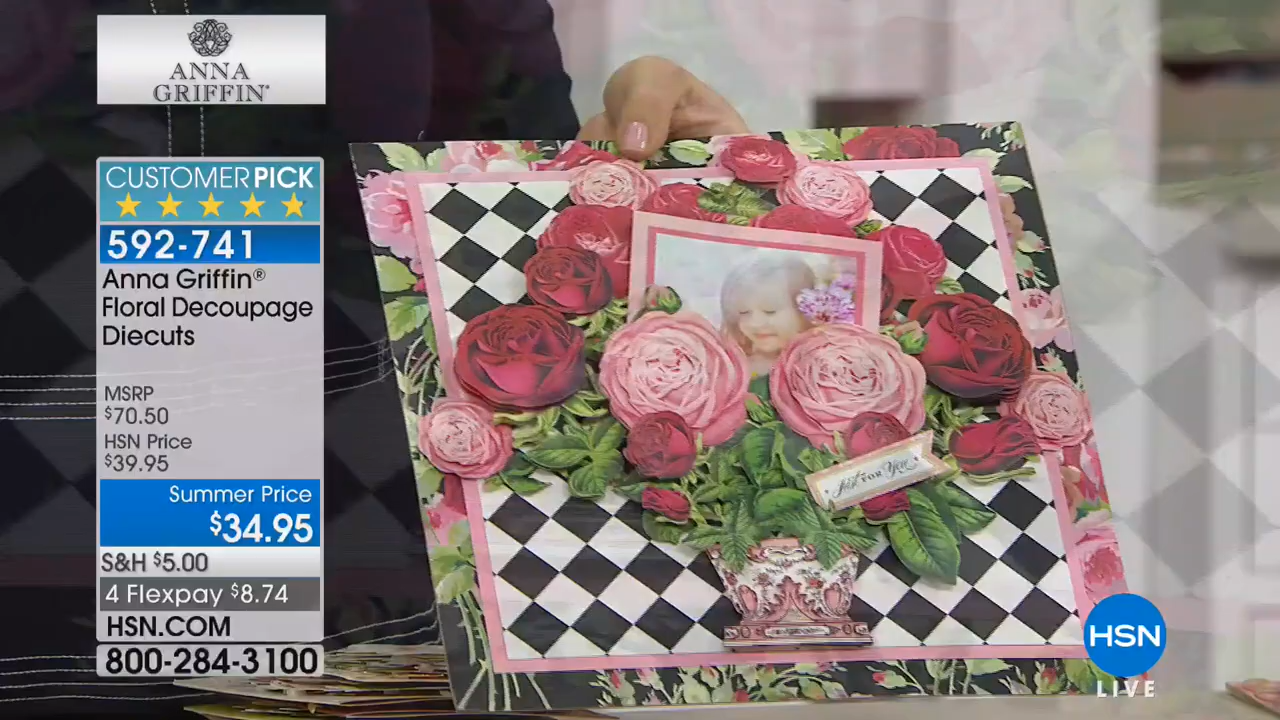 ANNA
GRIFFIN®
CUSTOMER PICK
592-741
Anna Griffin®
Floral Decoupage
Diecuts
MSRP
$70.50
HSN Price
$39.95
Summer Price
$34.95
S&H $5.00
4 Flexpay $8.74
HSN.COM
800-284-3100
Just FOR You
HSN
LIVE